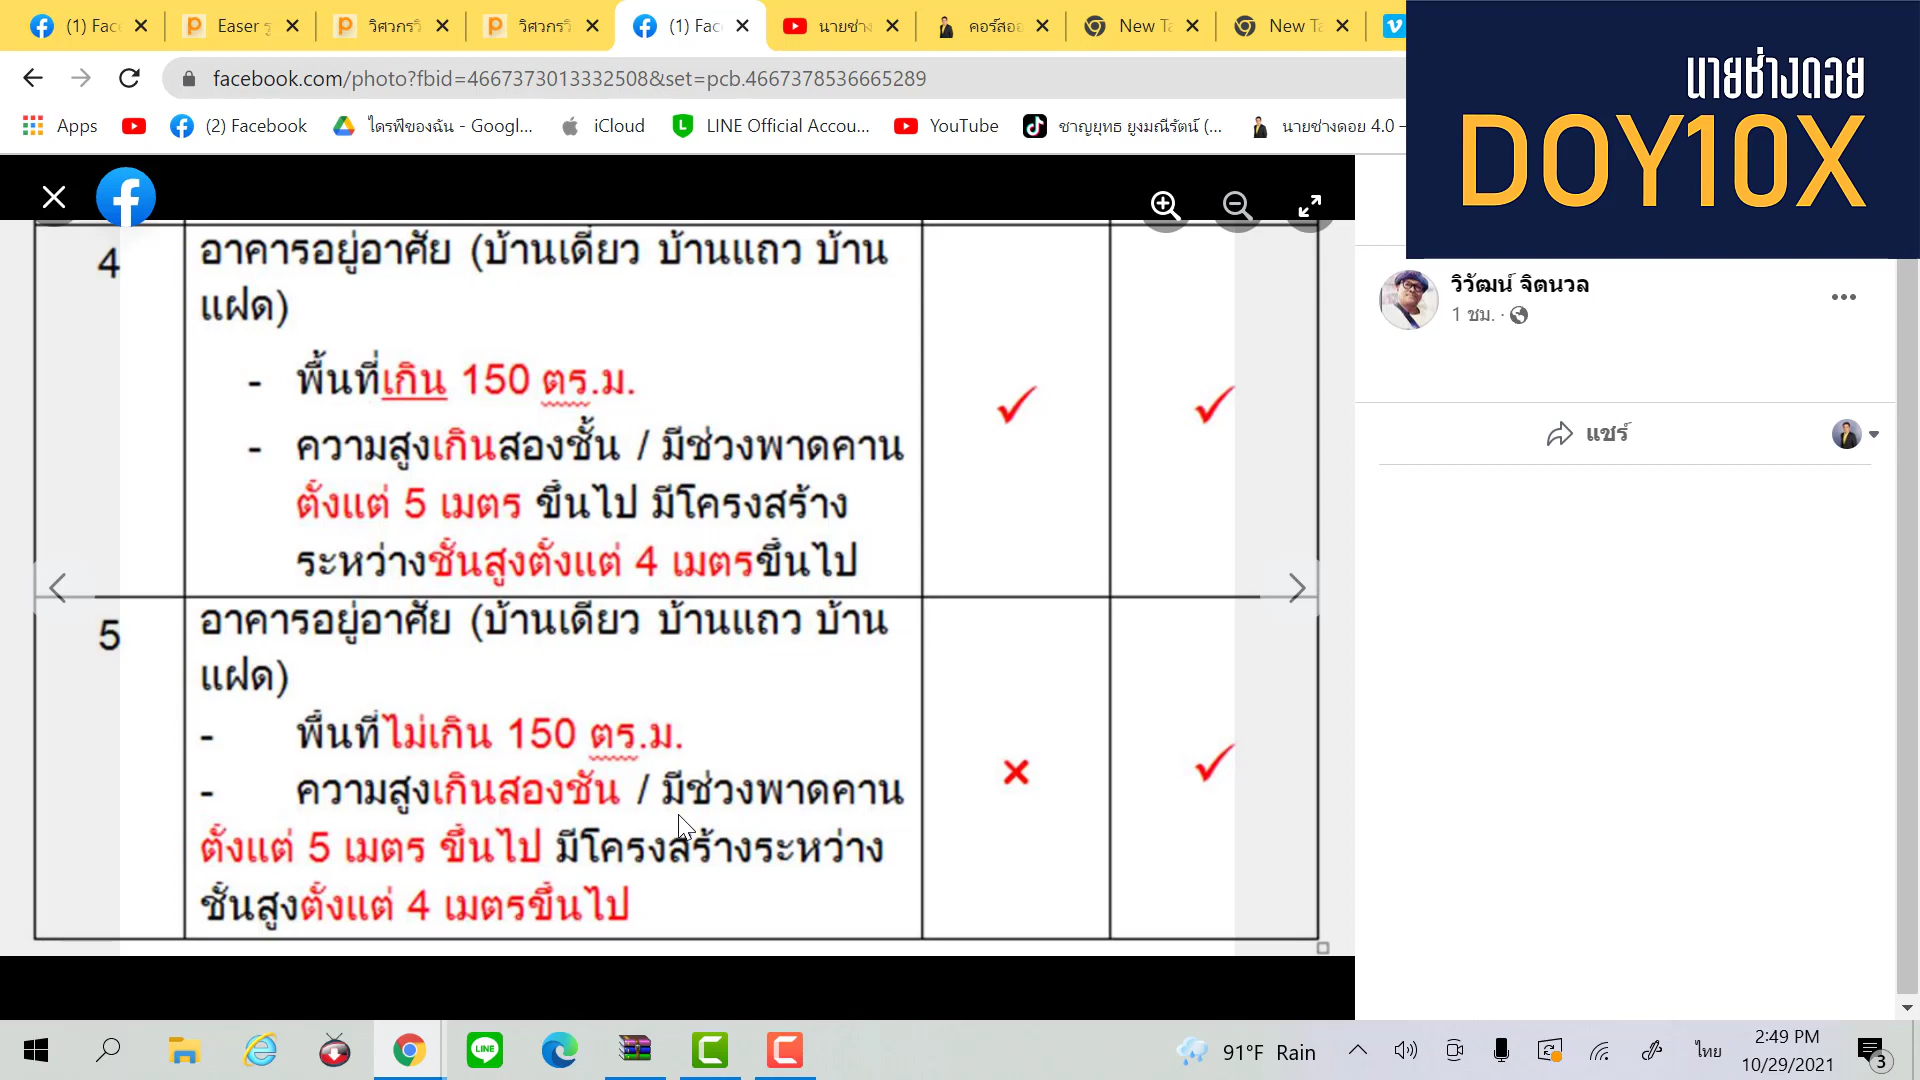 (1) Fac
Easer รู
วิศวกรวิ
วิศวกรวิ
(1) Fac
นายช่าง
คอร์สออ
New Ta
New Ta
facebook.com/photo?fbid=4667373013332508&set=pcb.4667378536665289
Apps
(2) Facebook
ไดรฟ์ของฉัน - Googl...
iCloud
LINE Official Accou...
YouTube
ชาญยุทธ ยูงมณีรัตน์ (...
นายช่างดอย 4.0 -
นายช่างดอย
DOY10X
4
อาคารอยู่อาศัย (บ้านเดี่ยว บ้านแถว บ้าน
แฝด)
- พื้นที่เกิน 150 ตร.ม.
- ความสูงเกินสองชั้น / มีช่วงพาดคาน
ตั้งแต่ 5 เมตร ขึ้นไป มีโครงสร้าง
ระหว่างชั้นสูงตั้งแต่ 4 เมตรขึ้นไป
✓ ✓
5
อาคารอยู่อาศัย (บ้านเดี่ยว บ้านแถว บ้าน
แฝด)
- พื้นที่ไม่เกิน 150 ตร.ม.
- ความสูงเกินสองชั้น / มีช่วงพาดคาน
ตั้งแต่ 5 เมตร ขึ้นไป มีโครงสร้างระหว่าง
ชั้นสูงตั้งแต่ 4 เมตรขึ้นไป
× ✓
วิวัฒน์ จิตนวล
1 ชม. ·
แชร์
LINE
91°F Rain
ไทย
2:49 PM
10/29/2021
3